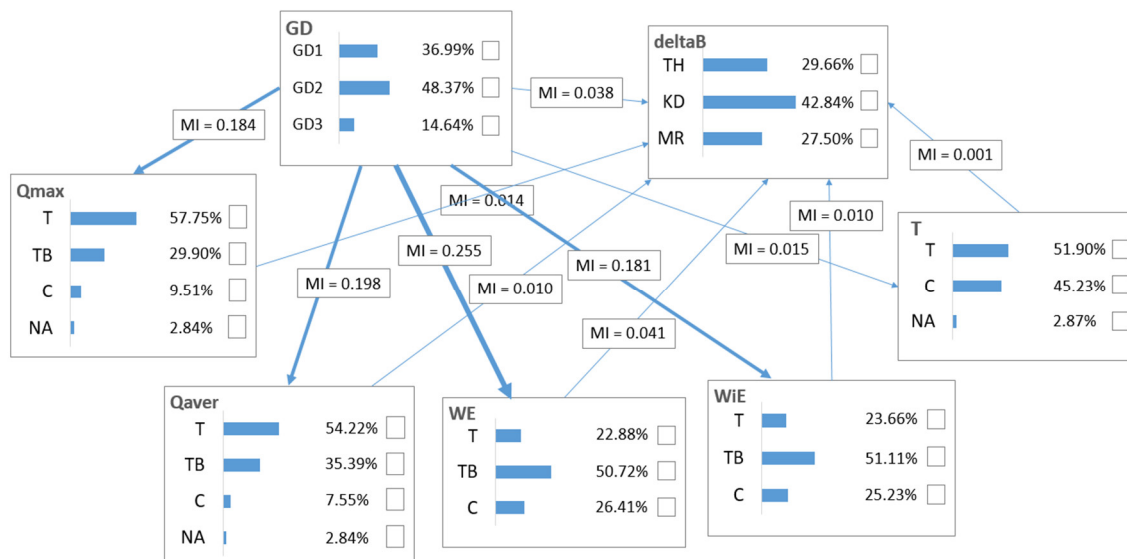 GD
GD1 36.99%
GD2 48.37%
GD3 14.64%
deltaB
TH 29.66%
KD 42.84%
MR 27.50%
MI = 0.038
MI = 0.184
MI = 0.001
Qmax
T 57.75%
TB 29.90%
C 9.51%
NA 2.84%
MI = 0.014
MI = 0.010
MI = 0.255
MI = 0.015
MI = 0.181
MI = 0.198
MI = 0.010
MI = 0.041
T
T 51.90%
C 45.23%
NA 2.87%
Qaver
T 54.22%
TB 35.39%
C 7.55%
NA 2.84%
WE
T 22.88%
TB 50.72%
C 26.41%
WiE
T 23.66%
TB 51.11%
C 25.23%